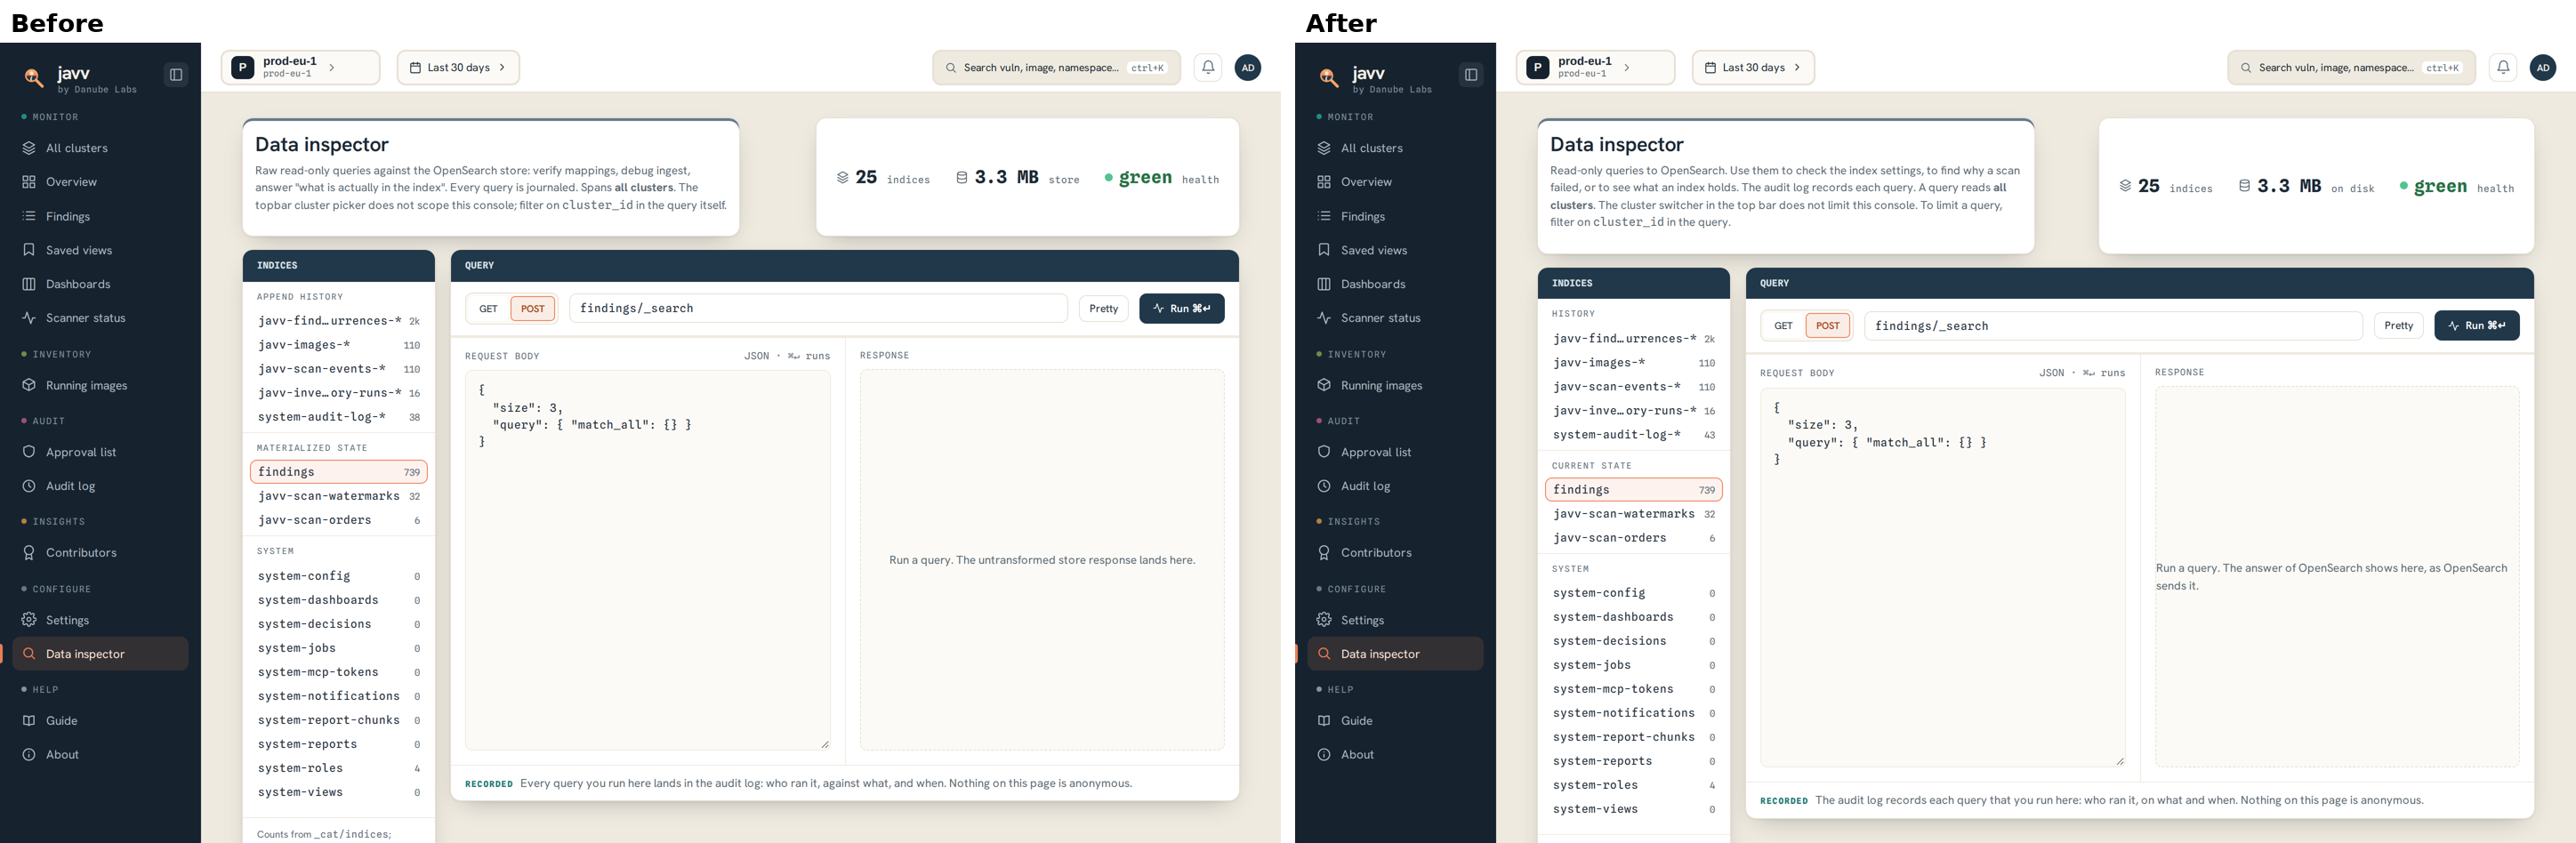 Before
javv
by Danube Labs
MONITOR
All clusters
Overview
Findings
Saved views
Dashboards
Scanner status
INVENTORY
Running images
AUDIT
Approval list
Audit log
INSIGHTS
Contributors
CONFIGURE
Settings
Data inspector
HELP
Guide
About
P prod-eu-1
prod-eu-1
Last 30 days
Search vuln, image, namespace... ctrl+K
AD
Data inspector
Raw read-only queries against the OpenSearch store: verify mappings, debug ingest,
answer "what is actually in the index". Every query is journaled. Spans all clusters. The
topbar cluster picker does not scope this console; filter on cluster_id in the query itself.
25 indices 3.3 MB store green health
INDICES
APPEND HISTORY
javv-find…urrences-* 2k
javv-images-* 110
javv-scan-events-* 110
javv-inve…ory-runs-* 16
system-audit-log-* 38
MATERIALIZED STATE
findings 739
javv-scan-watermarks 32
javv-scan-orders 6
SYSTEM
system-config 0
system-dashboards 0
system-decisions 0
system-jobs 0
system-mcp-tokens 0
system-notifications 0
system-report-chunks 0
system-reports 0
system-roles 4
system-views 0
Counts from _cat/indices;
QUERY
GET POST findings/_search Pretty Run ⌘↵
REQUEST BODY JSON · ⌘↵ runs
{
"size": 3,
"query": { "match_all": {} }
}
RESPONSE
Run a query. The untransformed store response lands here.
RECORDED Every query you run here lands in the audit log: who ran it, against what, and when. Nothing on this page is anonymous.
After
javv
by Danube Labs
MONITOR
All clusters
Overview
Findings
Saved views
Dashboards
Scanner status
INVENTORY
Running images
AUDIT
Approval list
Audit log
INSIGHTS
Contributors
CONFIGURE
Settings
Data inspector
HELP
Guide
About
P prod-eu-1
prod-eu-1
Last 30 days
Search vuln, image, namespace... ctrl+K
AD
Data inspector
Read-only queries to OpenSearch. Use them to check the index settings, to find why a scan
failed, or to see what an index holds. The audit log records each query. A query reads all
clusters. The cluster switcher in the top bar does not limit this console. To limit a query,
filter on cluster_id in the query.
25 indices 3.3 MB on disk green health
INDICES
HISTORY
javv-find…urrences-* 2k
javv-images-* 110
javv-scan-events-* 110
javv-inve…ory-runs-* 16
system-audit-log-* 43
CURRENT STATE
findings 739
javv-scan-watermarks 32
javv-scan-orders 6
SYSTEM
system-config 0
system-dashboards 0
system-decisions 0
system-jobs 0
system-mcp-tokens 0
system-notifications 0
system-report-chunks 0
system-reports 0
system-roles 4
system-views 0
QUERY
GET POST findings/_search Pretty Run ⌘↵
REQUEST BODY JSON · ⌘↵ runs
{
"size": 3,
"query": { "match_all": {} }
}
RESPONSE
Run a query. The answer of OpenSearch shows here, as OpenSearch
sends it.
RECORDED The audit log records each query that you run here: who ran it, on what and when. Nothing on this page is anonymous.